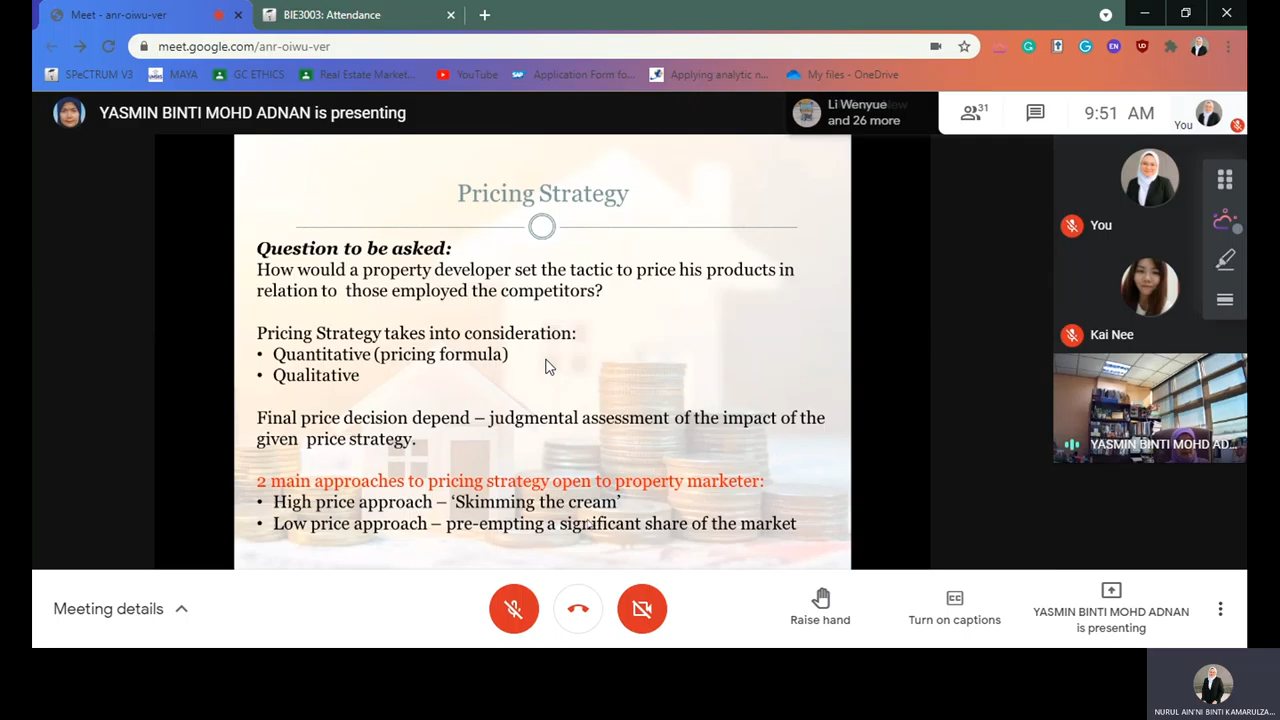 Meet - anr-oiwu-ver
BIE3003: Attendance
meet.google.com/anr-oiwu-ver
SPeCTRUM V3
MAYA
GC ETHICS
Real Estate Market...
YouTube
Application Form fo...
Applying analytic n...
My files - OneDrive
YASMIN BINTI MOHD ADNAN is presenting
Li Wenyue
and 26 more
31
9:51 AM
You
Pricing Strategy
Question to be asked:
How would a property developer set the tactic to price his products in
relation to those employed the competitors?
Pricing Strategy takes into consideration:
• Quantitative (pricing formula)
• Qualitative
Final price decision depend – judgmental assessment of the impact of the
given price strategy.
2 main approaches to pricing strategy open to property marketer:
• High price approach – ‘Skimming the cream’
• Low price approach – pre-empting a significant share of the market
You
Kai Nee
YASMIN BINTI MOHD AD...
Meeting details
Raise hand
CC
Turn on captions
YASMIN BINTI MOHD ADNAN
is presenting
NURUL AIN'NI BINTI KAMARULZA...